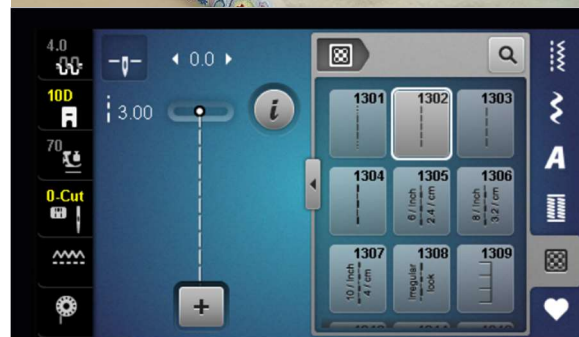 4.0
0.0
10D
3.00
i
70
0-Cut
1301
1302
1303
1304
1305
6 / Inch
2.4 / cm
1306
8 / Inch
3.2 / cm
1307
10 / Inch
4 / cm
1308
Irregular
look
1309
A